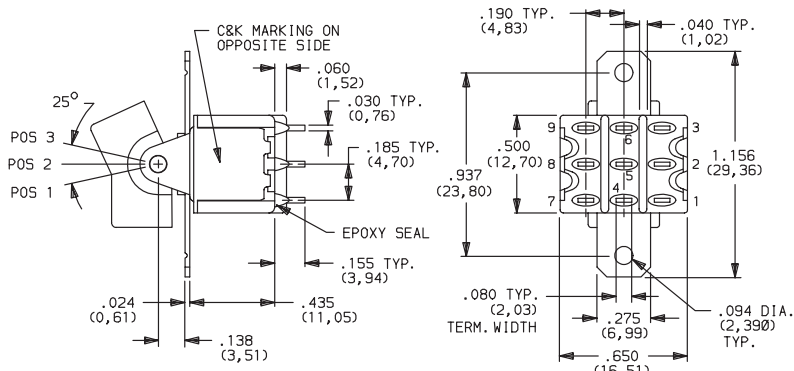 C&K MARKING ON
OPPOSITE SIDE
.060
(1,52)
.030 TYP.
(0,76)
25°
POS 3
POS 2
POS 1
.185 TYP.
(4,70)
EPOXY SEAL
.155 TYP.
(3,94)
.024
(0,61)
.435
(11,05)
.138
(3,51)
.190 TYP.
(4,83)
.040 TYP.
(1,02)
9
6
3
.500
(12,70)
8
5
2
1.156
(29,36)
.937
(23,80)
7
4
1
.080 TYP.
(2,03)
TERM. WIDTH
.275
(6,99)
.094 DIA.
(2,39Ø)
TYP.
.650
(16,51)